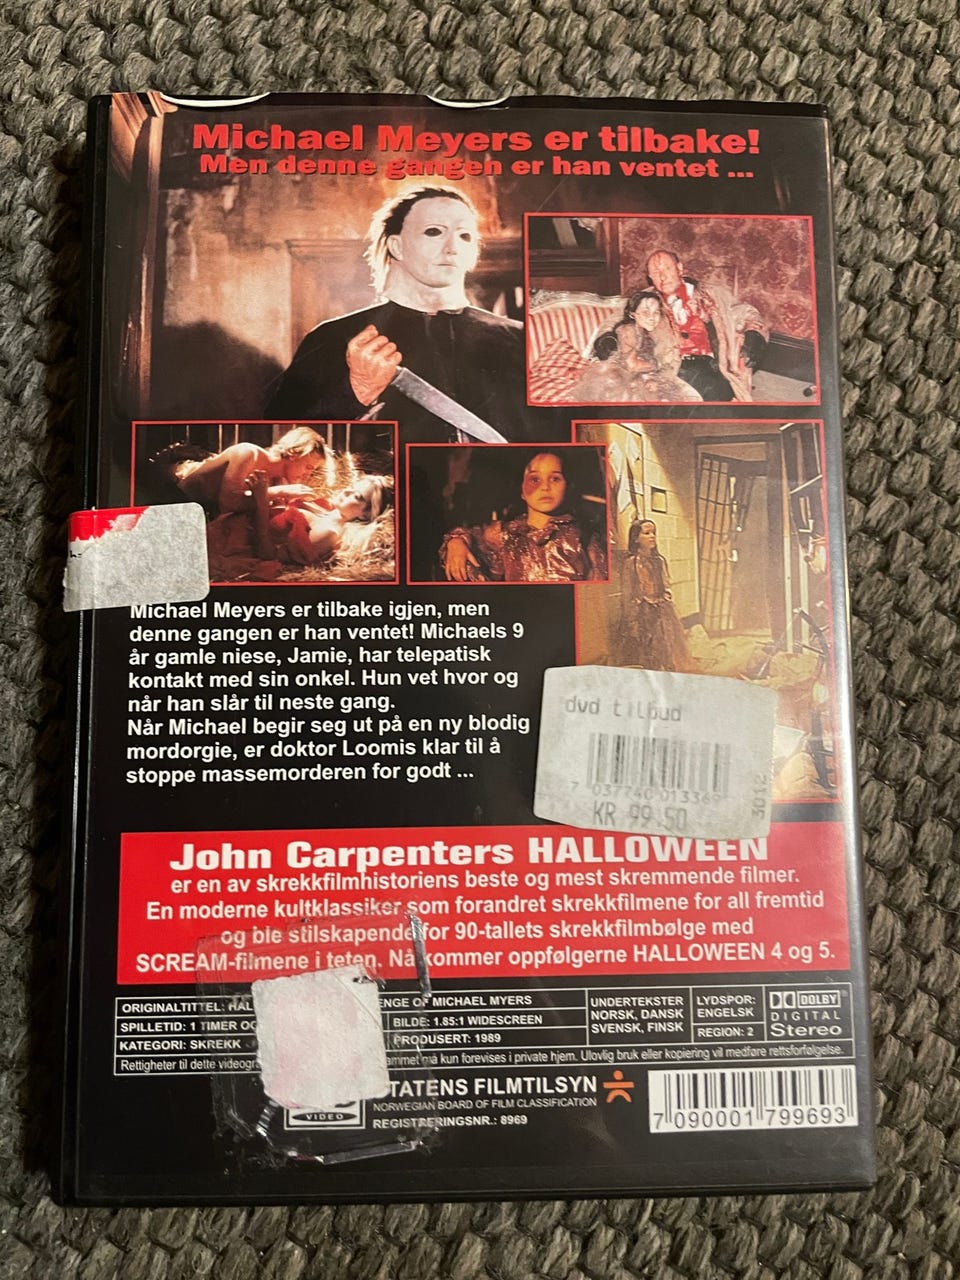 Michael Meyers er tilbake!
Men denne gangen er han ventet ...
Michael Meyers er tilbake igjen, men
denne gangen er han ventet! Michaels 9
år gamle niese, Jamie, har telepatisk
kontakt med sin onkel. Hun vet hvor og
når han slår til neste gang.
Når Michael begir seg ut på en ny blodig
mordorgie, er doktor Loomis klar til å
stoppe massemorderen for godt ...
dvd tilbud
7 037740 013369
KR 99.50
3012
John Carpenters HALLOWEEN
er en av skrekkfilmhistoriens beste og mest skremmende filmer.
En moderne kultklassiker som forandret skrekkfilmene for all fremtid
og ble stilskapende for 90-tallets skrekkfilmbølge med
SCREAM-filmene i teten. Nå kommer oppfølgerne HALLOWEEN 4 og 5.
ORIGINALTITTEL: HAL ENGE OF MICHAEL MYERS
SPILLETID: 1 TIMER OG BILDE: 1.85:1 WIDESCREEN
KATEGORI: SKREKK PRODUSERT: 1989
UNDERTEKSTER
NORSK, DANSK
SVENSK, FINSK
LYDSPOR:
ENGELSK
REGION: 2
DOLBY
DIGITAL
Stereo
Rettigheter til dette videogr ammet må kun forevises i private hjem. Ulovlig bruk eller kopiering vil medføre rettsforfølgelse.
VIDEO
STATENS FILMTILSYN
NORWEGIAN BOARD OF FILM CLASSIFICATION
REGISTRERINGSNR.: 8969
7 090001 799693